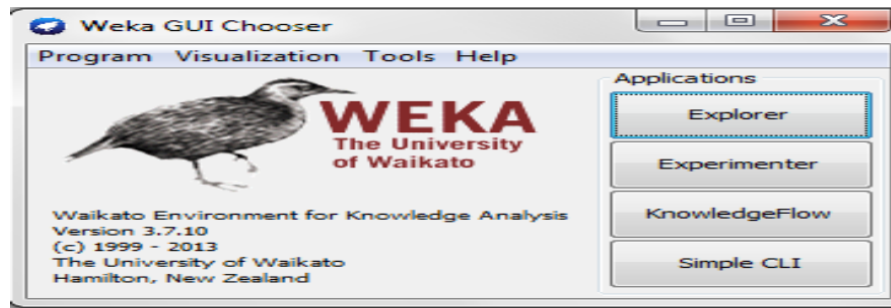 Weka GUI Chooser
Program Visualization Tools Help
WEKA
The University
of Waikato
Waikato Environment for Knowledge Analysis
Version 3.7.10
(c) 1999 - 2013
The University of Waikato
Hamilton, New Zealand
Applications
Explorer
Experimenter
KnowledgeFlow
Simple CLI